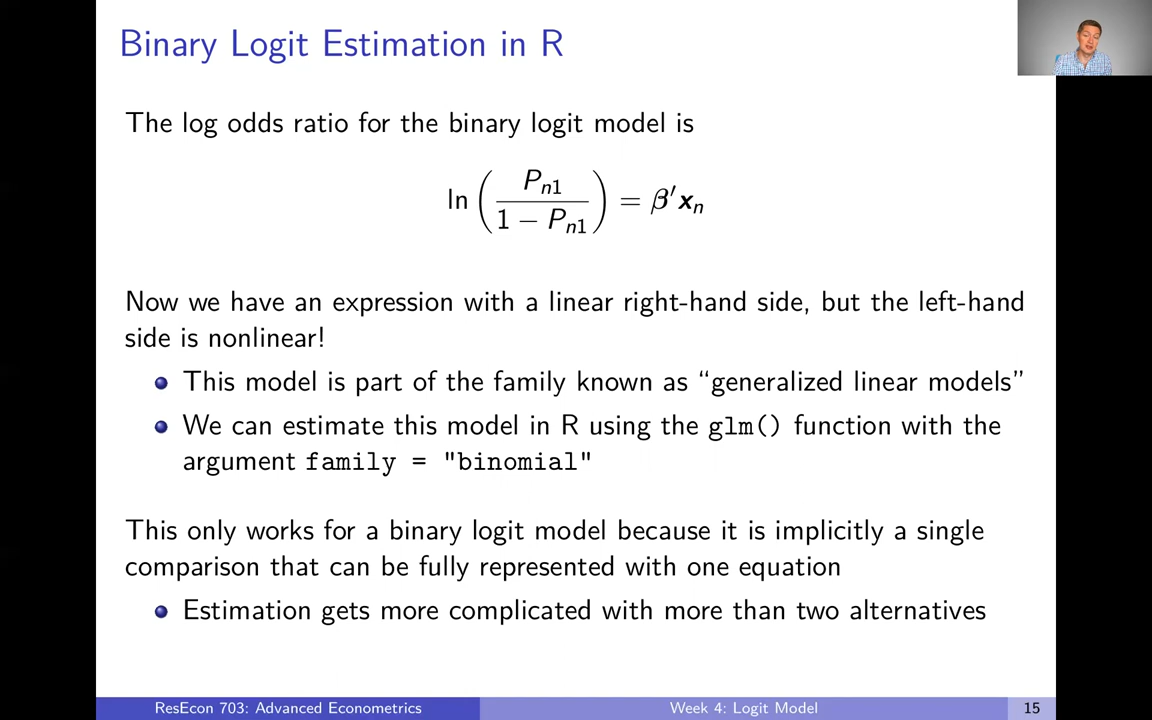 Binary Logit Estimation in R
The log odds ratio for the binary logit model is
ln ( P_{n1} / (1 − P_{n1}) ) = β′x_n
Now we have an expression with a linear right-hand side, but the left-hand
side is nonlinear!
This model is part of the family known as “generalized linear models”
We can estimate this model in R using the glm() function with the
argument family = "binomial"
This only works for a binary logit model because it is implicitly a single
comparison that can be fully represented with one equation
Estimation gets more complicated with more than two alternatives
ResEcon 703: Advanced Econometrics
Week 4: Logit Model
15